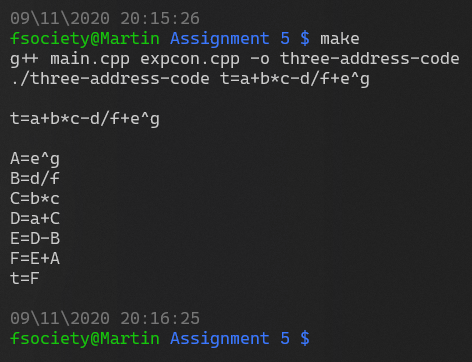 09\11\2020 20:15:26
fsociety@Martin Assignment 5 $ make
g++ main.cpp expcon.cpp -o three-address-code
./three-address-code t=a+b*c-d/f+e^g
t=a+b*c-d/f+e^g
A=e^g
B=d/f
C=b*c
D=a+C
E=D-B
F=E+A
t=F
09\11\2020 20:16:25
fsociety@Martin Assignment 5 $